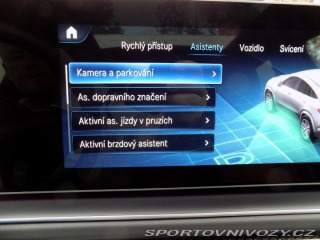 Rychlý přístup Asistenty Vozidlo Svícení
Kamera a parkování
As. dopravního značení
Aktivní as. jízdy v pruzích
Aktivní brzdový asistent
SPORTOVNIVOZY.CZ